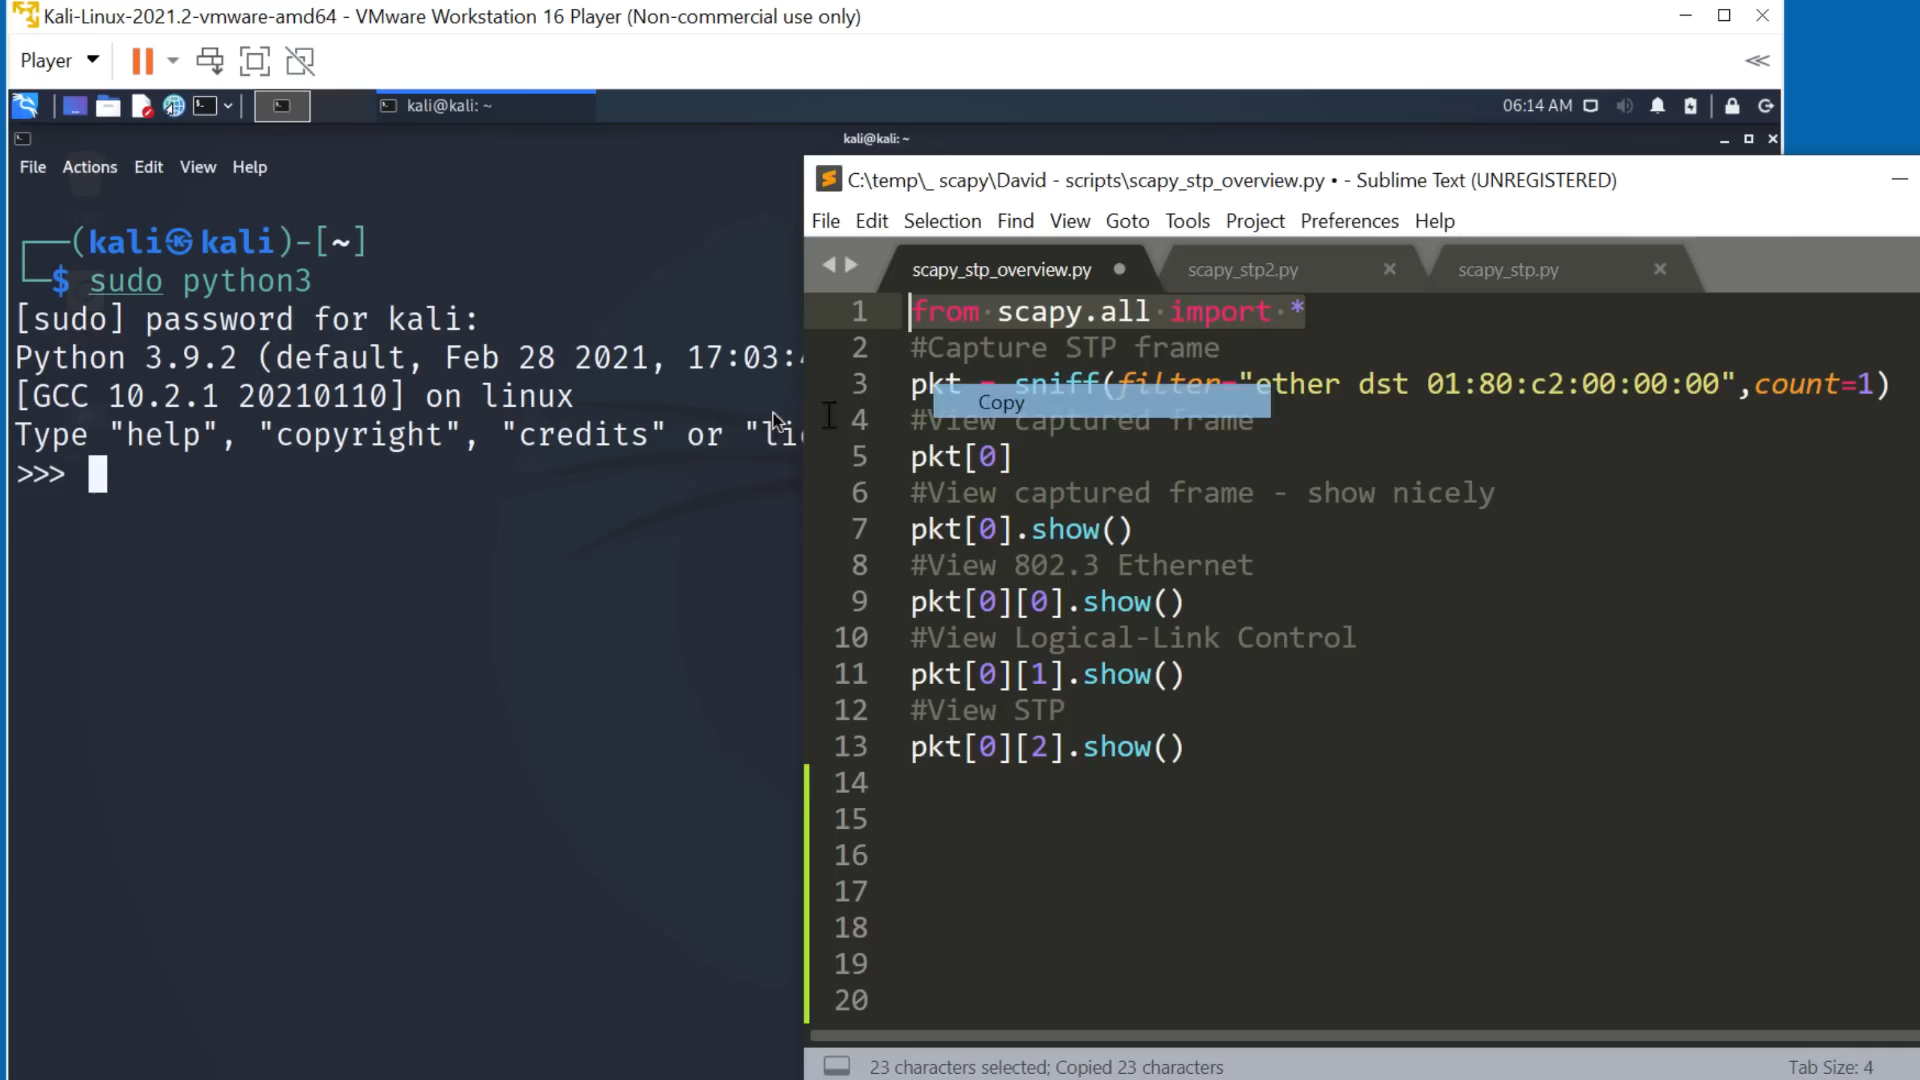 Kali-Linux-2021.2-vmware-amd64 - VMware Workstation 16 Player (Non-commercial use only)
Player
kali@kali: ~
06:14 AM
kali@kali: ~
File Actions Edit View Help
(kali㉿kali)-[~]
$ sudo python3
[sudo] password for kali:
Python 3.9.2 (default, Feb 28 2021, 17:03:4
[GCC 10.2.1 20210110] on linux
Type "help", "copyright", "credits" or "lic
>>>
C:\temp\_ scapy\David - scripts\scapy_stp_overview.py • - Sublime Text (UNREGISTERED)
File Edit Selection Find View Goto Tools Project Preferences Help
scapy_stp_overview.py scapy_stp2.py scapy_stp.py
1 from scapy.all import *
2 #Capture STP frame
3 pkt = sniff(filter="ether dst 01:80:c2:00:00:00",count=1)
Copy
4 #View captured frame
5 pkt[0]
6 #View captured frame - show nicely
7 pkt[0].show()
8 #View 802.3 Ethernet
9 pkt[0][0].show()
10 #View Logical-Link Control
11 pkt[0][1].show()
12 #View STP
13 pkt[0][2].show()
14
15
16
17
18
19
20
23 characters selected; Copied 23 characters
Tab Size: 4